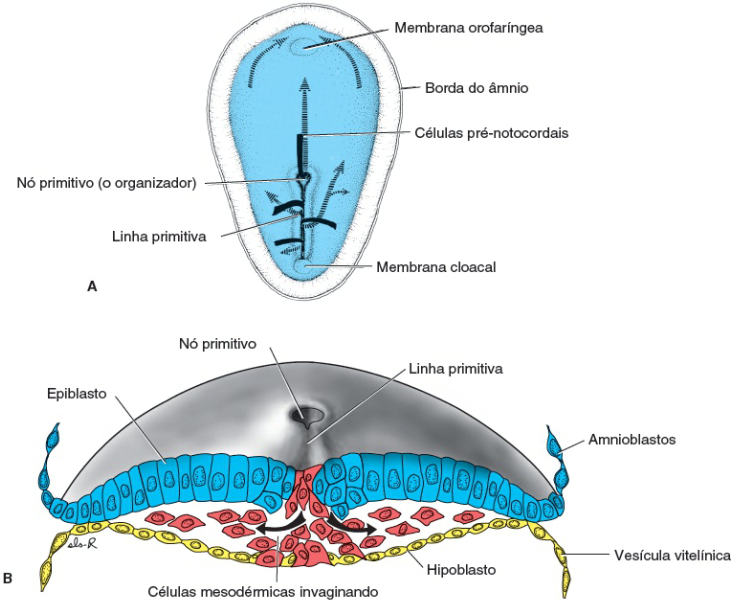 Membrana orofaríngea
Borda do âmnio
Células pré-notocordais
Nó primitivo (o organizador)
Linha primitiva
Membrana cloacal
A
Nó primitivo
Linha primitiva
Epiblasto
Amnioblastos
sls-R
Vesícula vitelínica
Hipoblasto
B
Células mesodérmicas invaginando